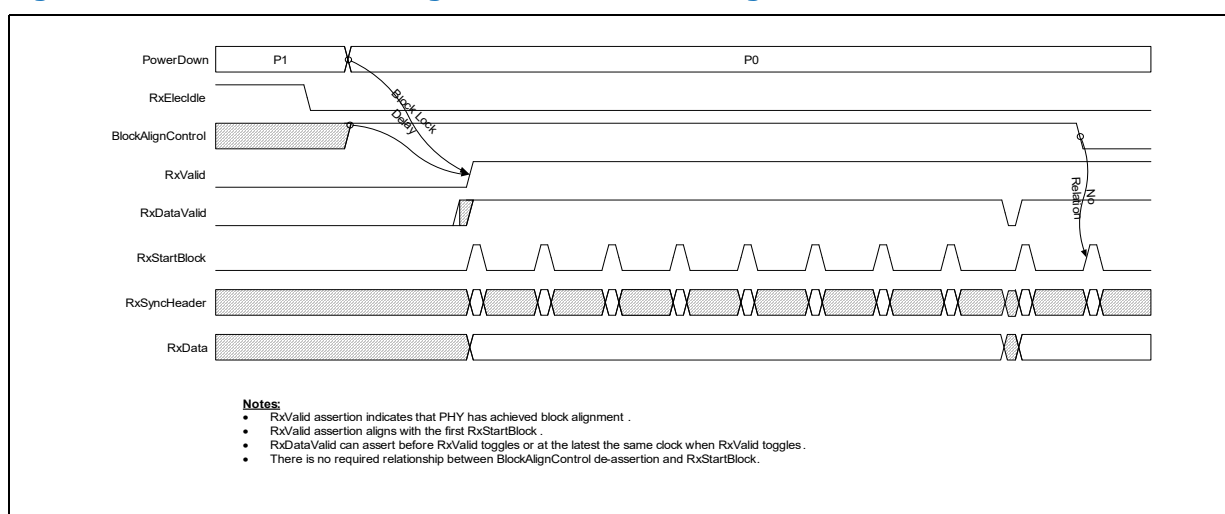 PowerDown P1 P0
RxElecIdle
Block Lock
Delay
BlockAlignControl
RxValid
No
Relation
RxDataValid
RxStartBlock
RxSyncHeader
RxData
Notes:
• RxValid assertion indicates that PHY has achieved block alignment .
• RxValid assertion aligns with the first RxStartBlock .
• RxDataValid can assert before RxValid toggles or at the latest the same clock when RxValid toggles .
• There is no required relationship between BlockAlignControl de-assertion and RxStartBlock.